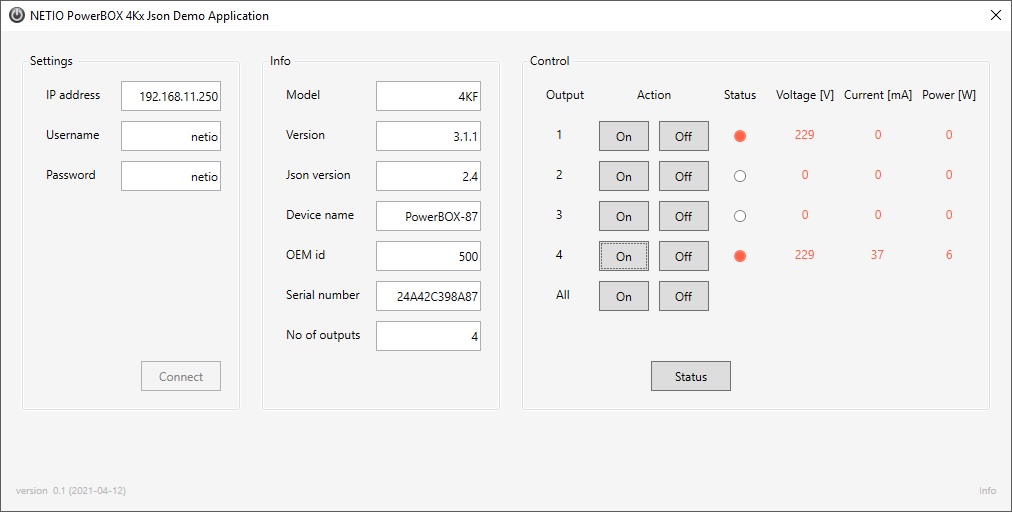 NETIO PowerBOX 4Kx Json Demo Application
Settings
IP address 192.168.11.250
Username netio
Password netio
Connect
Info
Model 4KF
Version 3.1.1
Json version 2.4
Device name PowerBOX-87
OEM id 500
Serial number 24A42C398A87
No of outputs 4
Control
Output Action Status Voltage [V] Current [mA] Power [W]
1 On Off 229 0 0
2 On Off 0 0 0
3 On Off 0 0 0
4 On Off 229 37 6
All On Off
Status
version 0.1 (2021-04-12)
Info